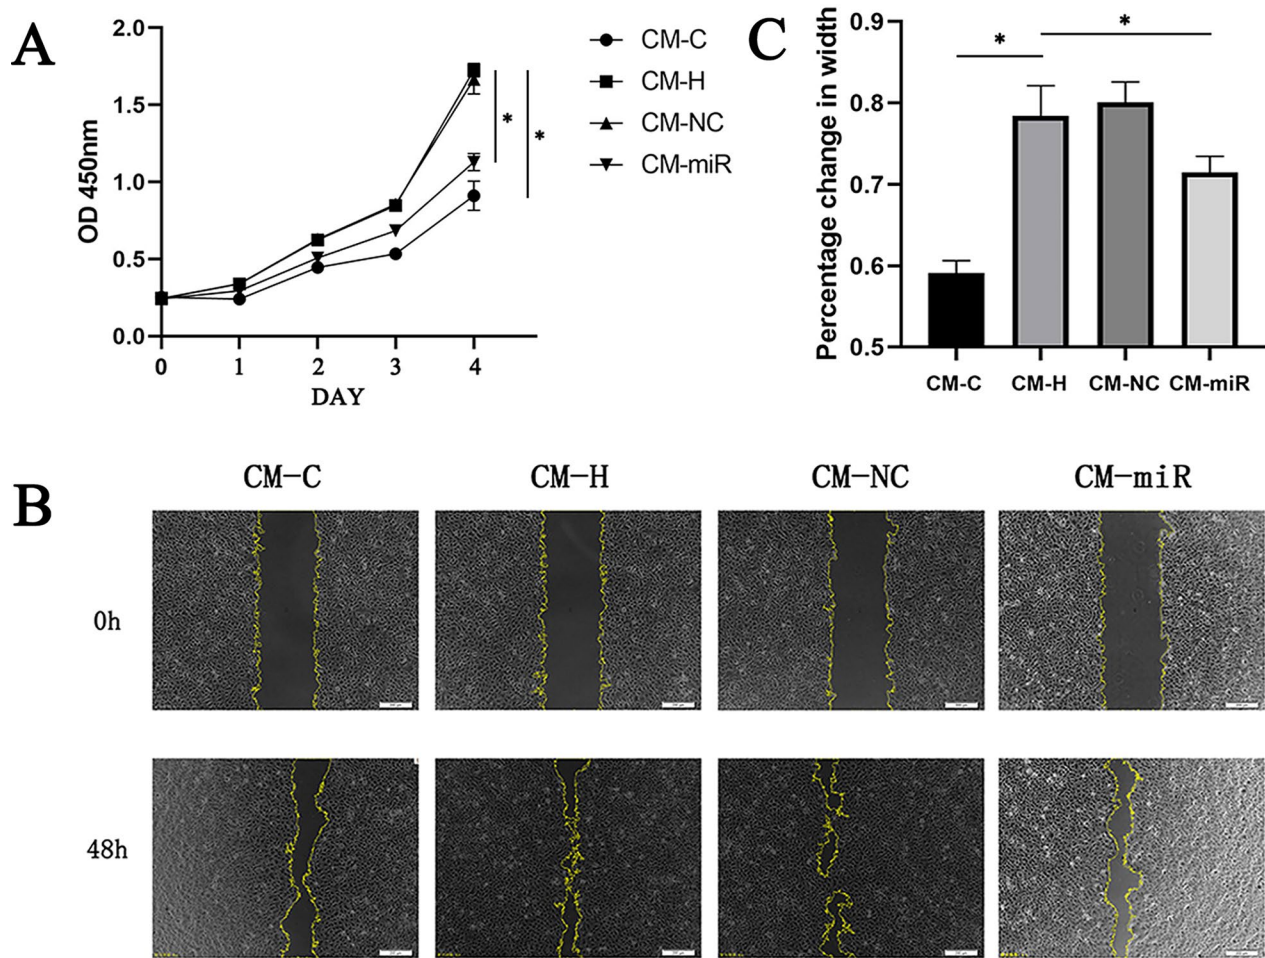 A
2.0
1.5
1.0
0.5
0.0
OD 450nm
0 1 2 3 4
DAY
CM-C
CM-H
CM-NC
CM-miR
*
*
C
0.9
0.8
0.7
0.6
0.5
Percentage change in width
*
*
CM-C CM-H CM-NC CM-miR
B
CM-C CM-H CM-NC CM-miR
0h
48h